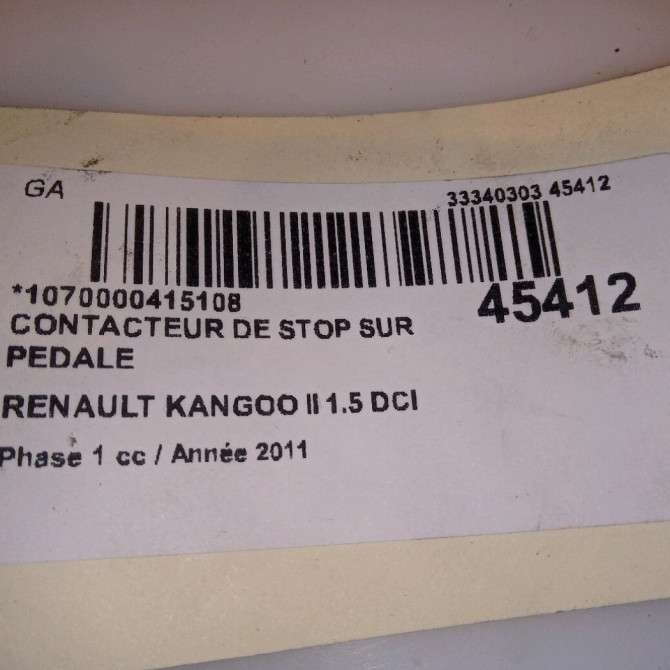 GA
33340303 45412
*1070000415108
45412
CONTACTEUR DE STOP SUR
PEDALE
RENAULT KANGOO II 1.5 DCI
Phase 1 cc / Année 2011